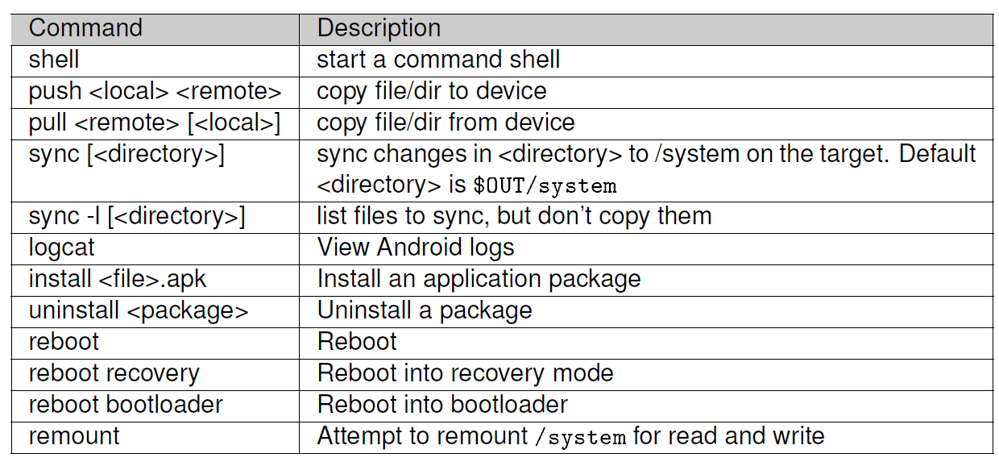 Command Description
shell start a command shell
push <local> <remote> copy file/dir to device
pull <remote> [<local>] copy file/dir from device
sync [<directory>] sync changes in <directory> to /system on the target. Default
<directory> is $OUT/system
sync -l [<directory>] list files to sync, but don’t copy them
logcat View Android logs
install <file>.apk Install an application package
uninstall <package> Uninstall a package
reboot Reboot
reboot recovery Reboot into recovery mode
reboot bootloader Reboot into bootloader
remount Attempt to remount /system for read and write